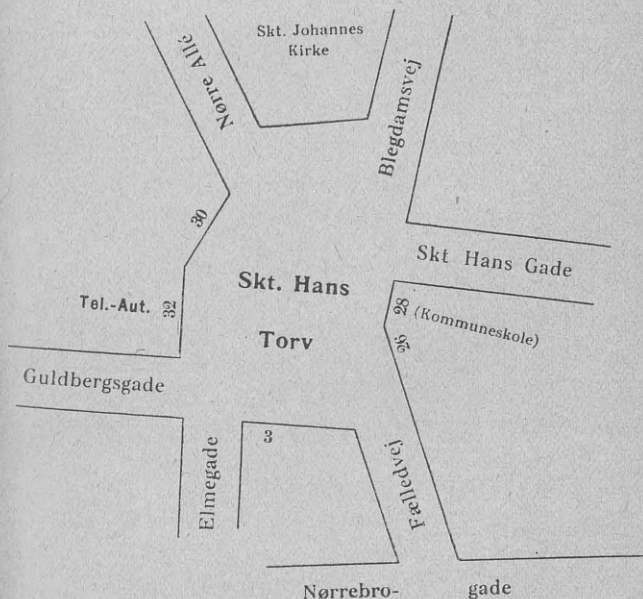 Skt. Johannes
Kirke
Nørre Allé
Blegdamsvej
30
Skt Hans Gade
Skt. Hans
Torv
Tel.-Aut.
32
28
(Kommuneskole)
26
Guldbergsgade
3
Elmegade
Fælledvej
Nørrebro- gade